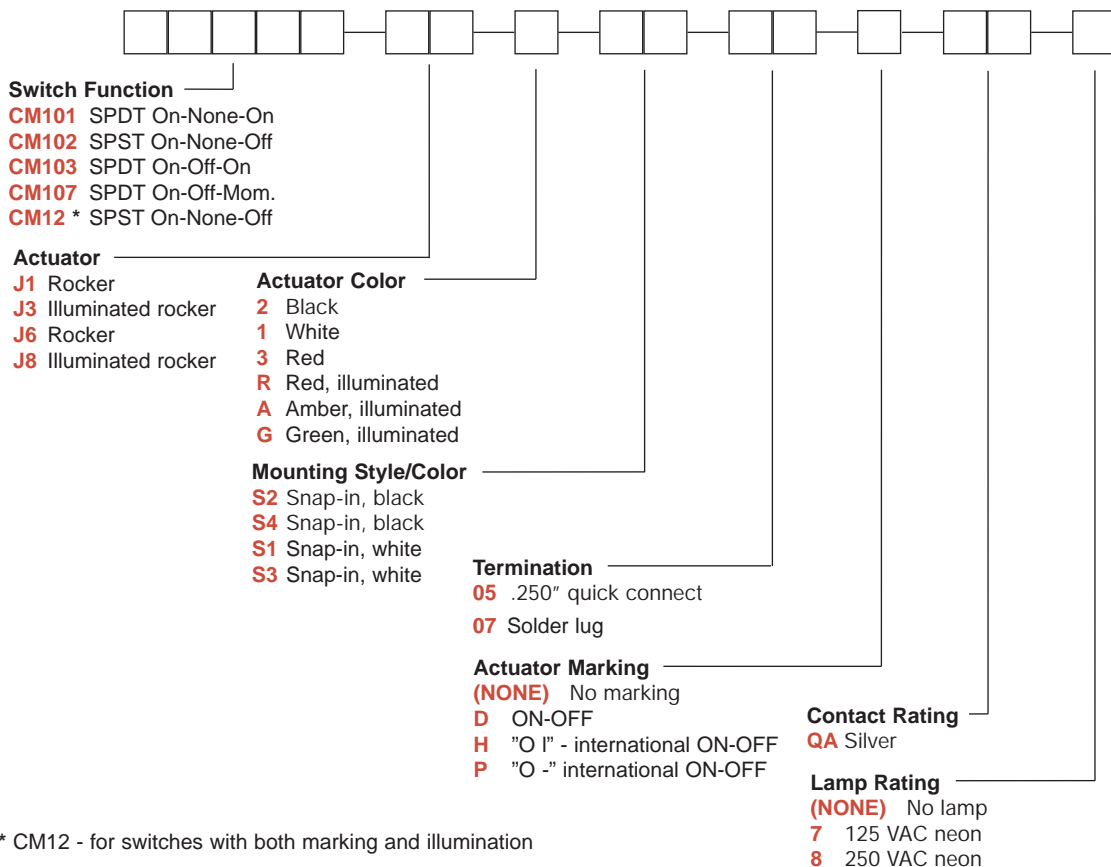 Switch Function
CM101 SPDT On-None-On
CM102 SPST On-None-Off
CM103 SPDT On-Off-On
CM107 SPDT On-Off-Mom.
CM12 * SPST On-None-Off
Actuator
J1 Rocker
J3 Illuminated rocker
J6 Rocker
J8 Illuminated rocker
Actuator Color
2 Black
1 White
3 Red
R Red, illuminated
A Amber, illuminated
G Green, illuminated
Mounting Style/Color
S2 Snap-in, black
S4 Snap-in, black
S1 Snap-in, white
S3 Snap-in, white
Termination
05 .250" quick connect
07 Solder lug
Actuator Marking
(NONE) No marking
D ON-OFF
H "O I" - international ON-OFF
P "O -" international ON-OFF
Contact Rating
QA Silver
Lamp Rating
(NONE) No lamp
7 125 VAC neon
8 250 VAC neon
* CM12 - for switches with both marking and illumination